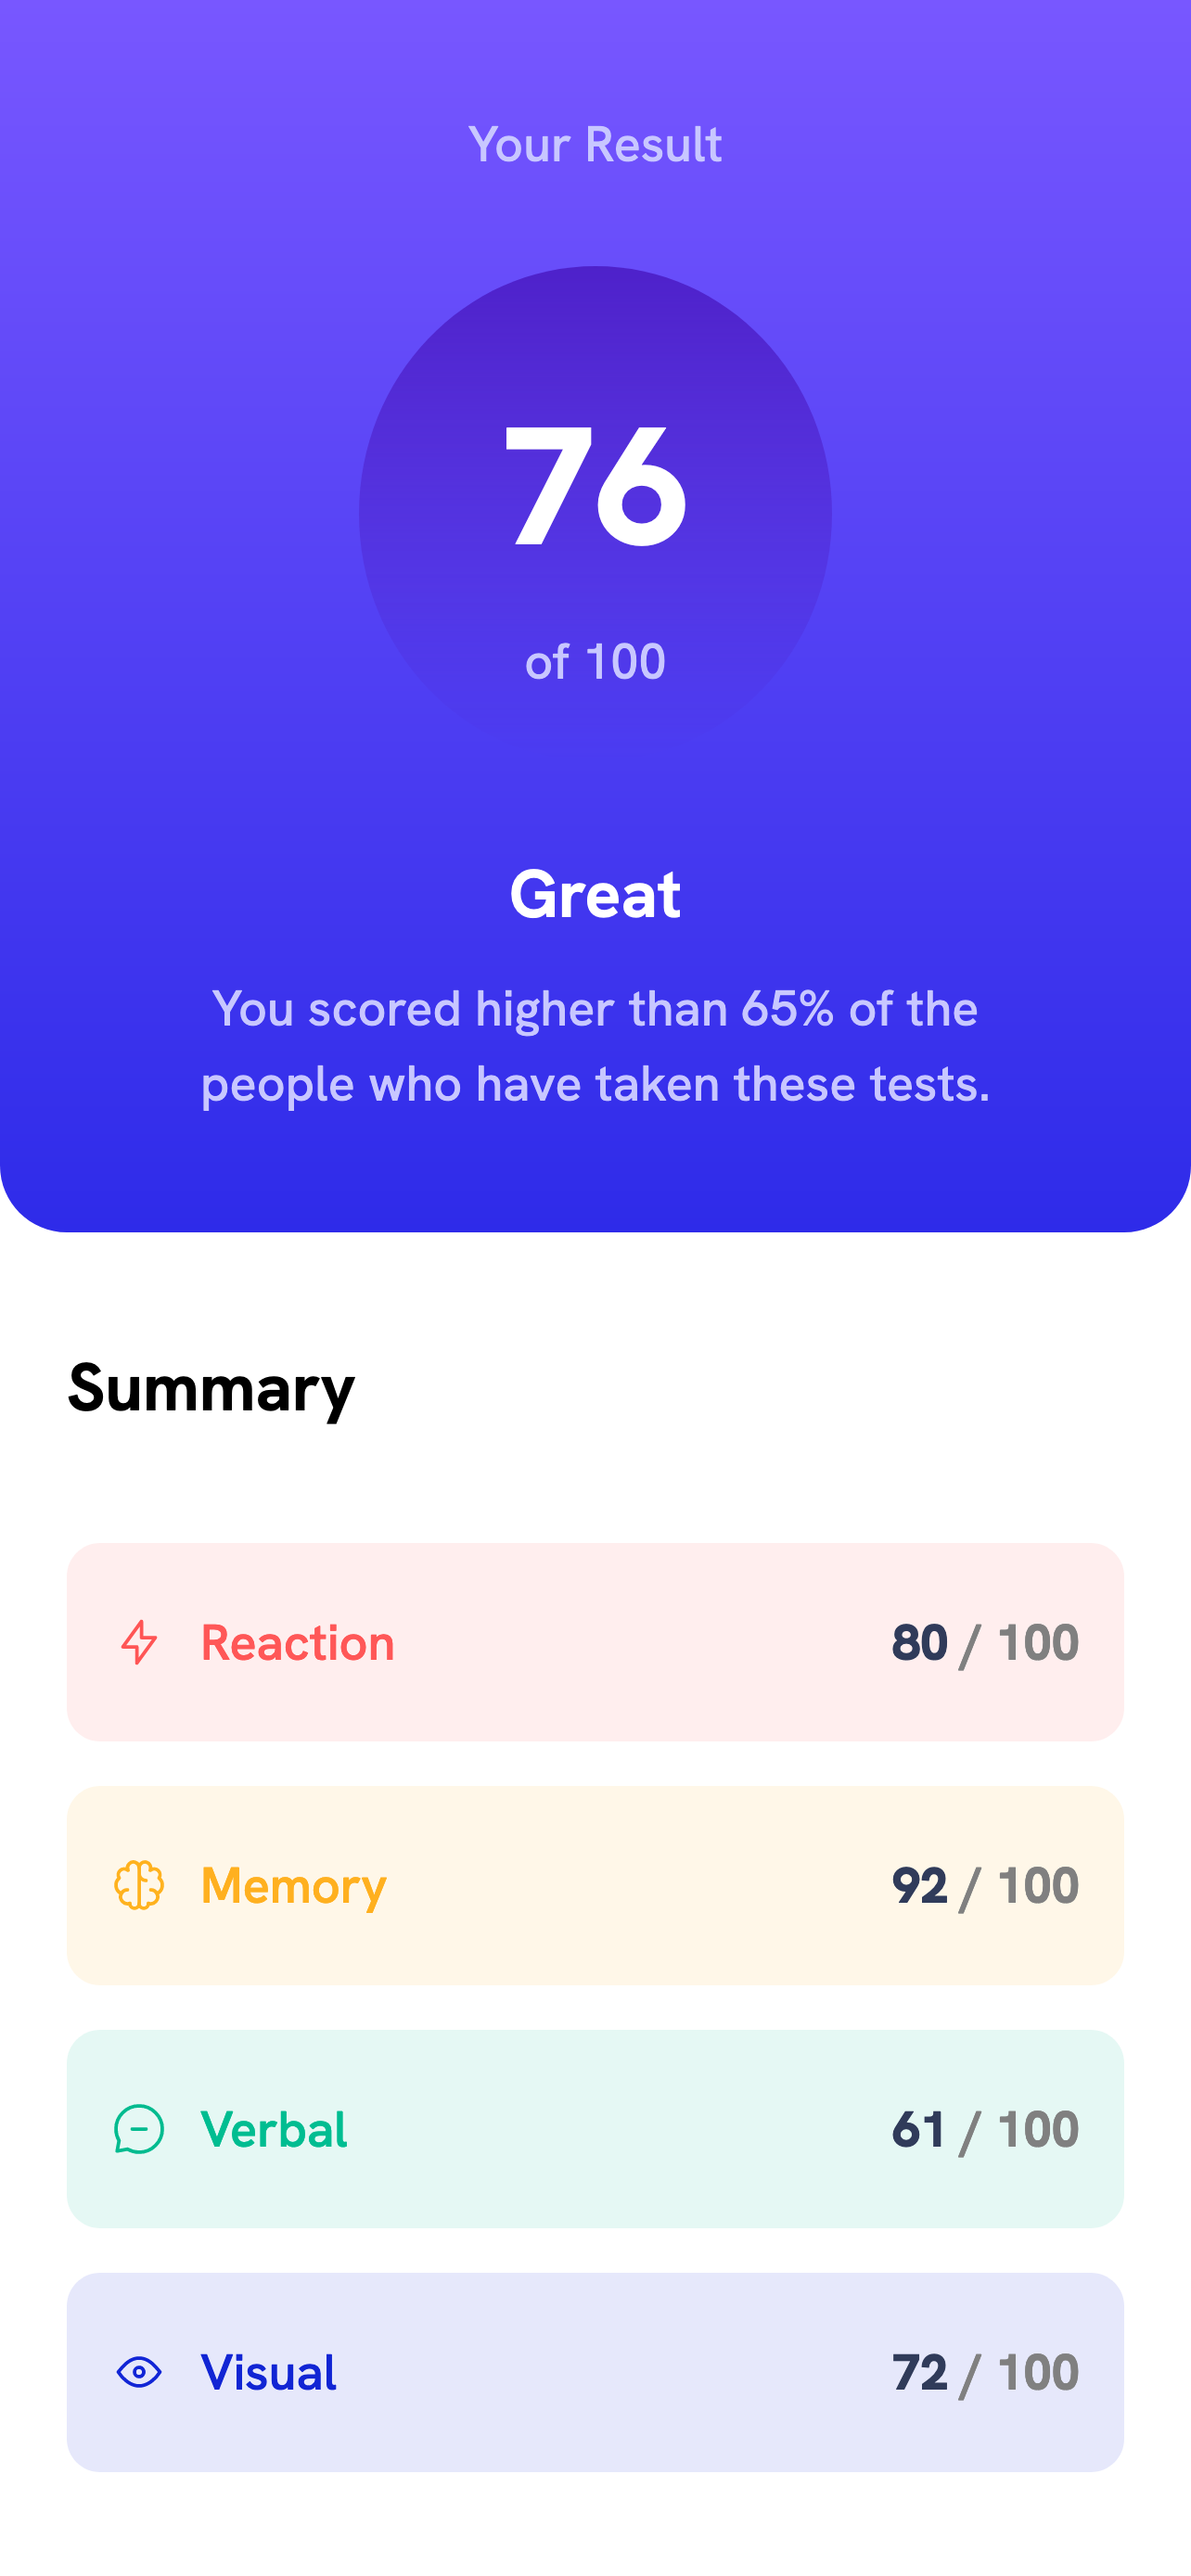 Your Result
76
of 100
Great
You scored higher than 65% of the
people who have taken these tests.
Summary
Reaction 80 / 100
Memory 92 / 100
Verbal 61 / 100
Visual 72 / 100